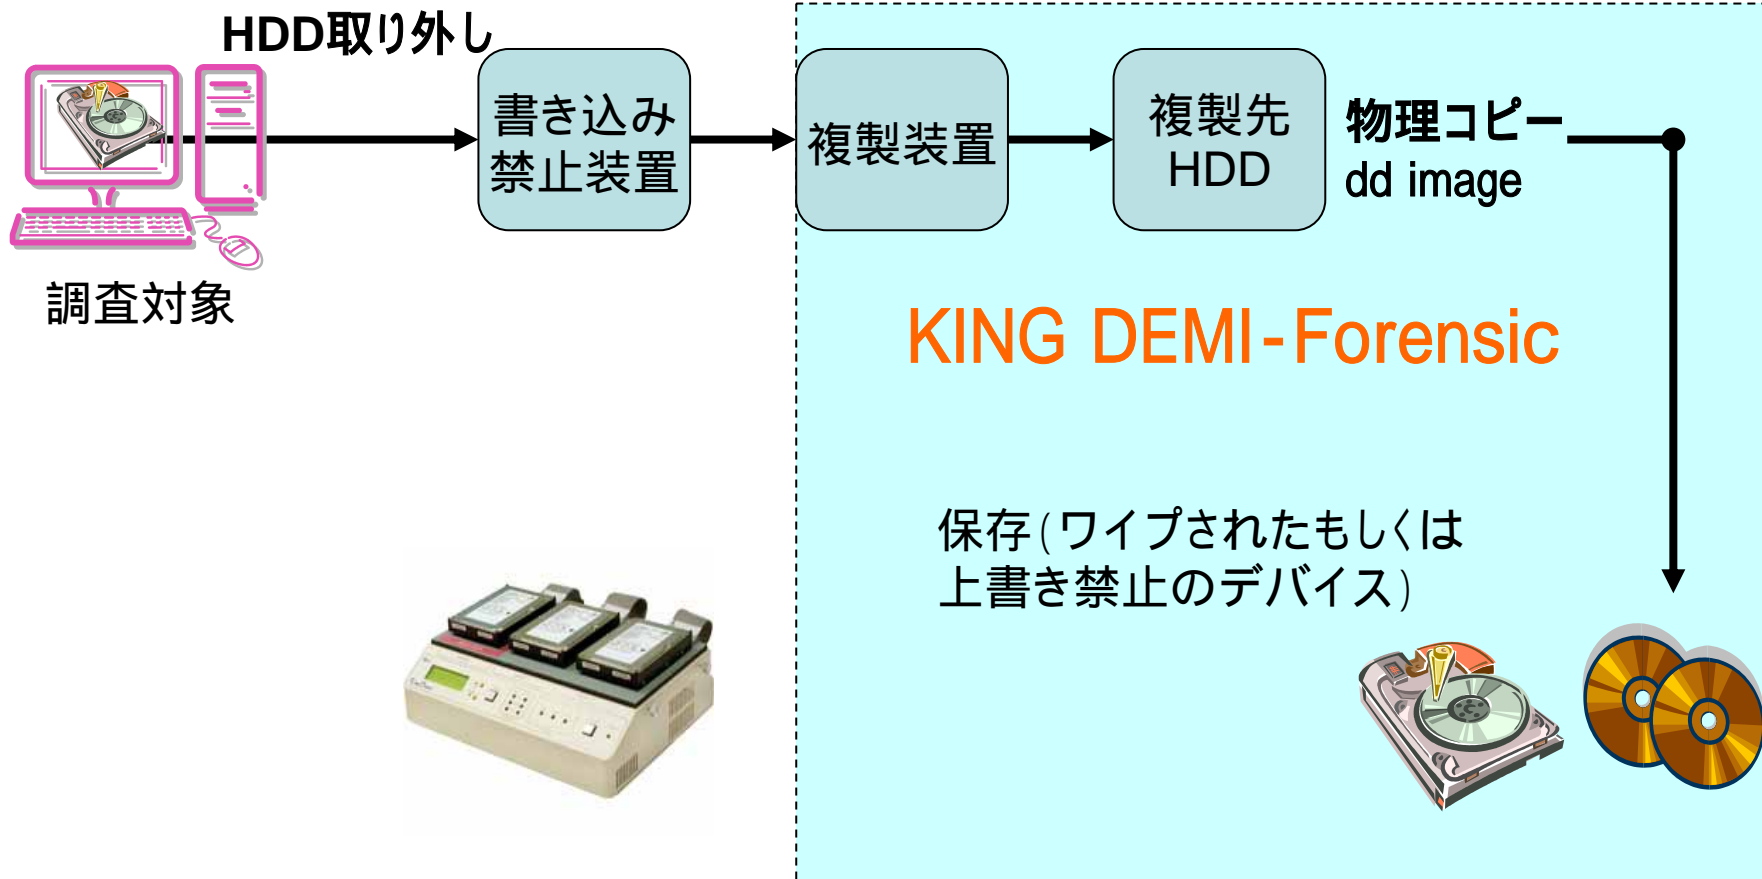 HDD取り外し
書き込み
禁止装置
複製装置
複製先
HDD
物理コピー
dd image
調査対象
KING DEMI-Forensic
保存(ワイプされたもしくは
上書き禁止のデバイス)